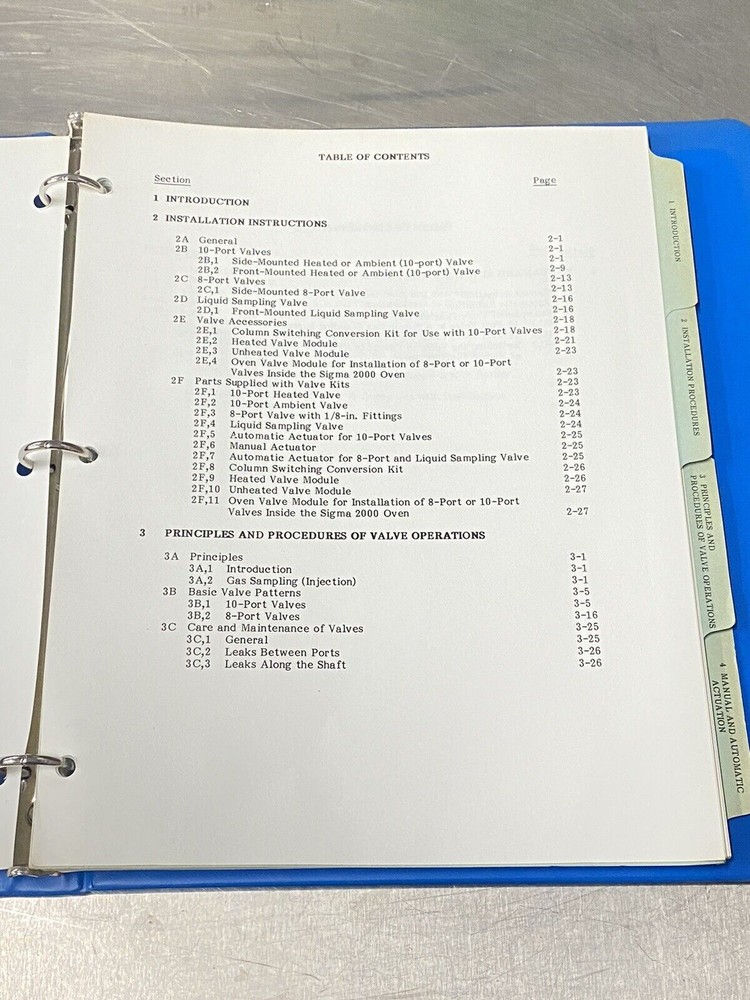 TABLE OF CONTENTS
Section Page
1 INTRODUCTION
2 INSTALLATION INSTRUCTIONS
2A General 2-1
2B 10-Port Valves 2-1
2B,1 Side-Mounted Heated or Ambient (10-port) Valve 2-1
2B,2 Front-Mounted Heated or Ambient (10-port) Valve 2-9
2C 8-Port Valves 2-13
2C,1 Side-Mounted 8-Port Valve 2-13
2D Liquid Sampling Valve 2-16
2D,1 Front-Mounted Liquid Sampling Valve 2-16
2E Valve Accessories 2-18
2E,1 Column Switching Conversion Kit for Use with 10-Port Valves 2-18
2E,2 Heated Valve Module 2-21
2E,3 Unheated Valve Module 2-23
2E,4 Oven Valve Module for Installation of 8-Port or 10-Port
Valves Inside the Sigma 2000 Oven 2-23
2F Parts Supplied with Valve Kits 2-23
2F,1 10-Port Heated Valve 2-23
2F,2 10-Port Ambient Valve 2-24
2F,3 8-Port Valve with 1/8-in. Fittings 2-24
2F,4 Liquid Sampling Valve 2-24
2F,5 Automatic Actuator for 10-Port Valves 2-25
2F,6 Manual Actuator 2-25
2F,7 Automatic Actuator for 8-Port and Liquid Sampling Valve 2-25
2F,8 Column Switching Conversion Kit 2-26
2F,9 Heated Valve Module 2-26
2F,10 Unheated Valve Module 2-27
2F,11 Oven Valve Module for Installation of 8-Port or 10-Port
Valves Inside the Sigma 2000 Oven 2-27
3 PRINCIPLES AND PROCEDURES OF VALVE OPERATIONS
3A Principles 3-1
3A,1 Introduction 3-1
3A,2 Gas Sampling (Injection) 3-1
3B Basic Valve Patterns 3-5
3B,1 10-Port Valves 3-5
3B,2 8-Port Valves 3-16
3C Care and Maintenance of Valves 3-25
3C,1 General 3-25
3C,2 Leaks Between Ports 3-26
3C,3 Leaks Along the Shaft 3-26
1 INTRODUCTION
2 INSTALLATION PROCEDURES
3 PRINCIPLES AND
PROCEDURES OF VALVE OPERATIONS
4 MANUAL AND AUTOMATIC
ACTUATION